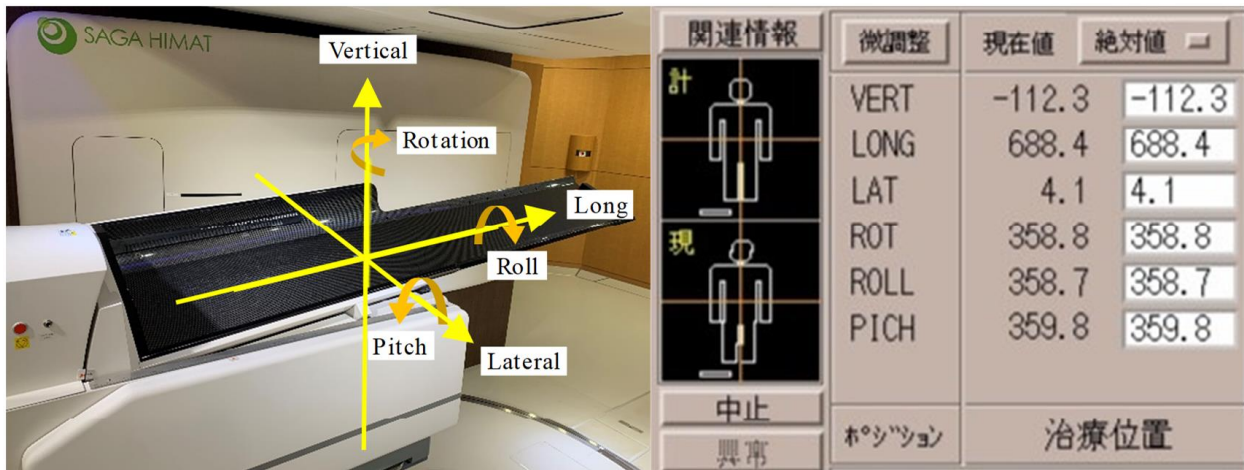 SAGA HIMAT
Vertical
Rotation
Long
Roll
Pitch
Lateral
関連情報
計
現
中止
異常
微調整 現在値 絶対値
VERT -112.3 -112.3
LONG 688.4 688.4
LAT 4.1 4.1
ROT 358.8 358.8
ROLL 358.7 358.7
PICH 359.8 359.8
ポジション 治療位置